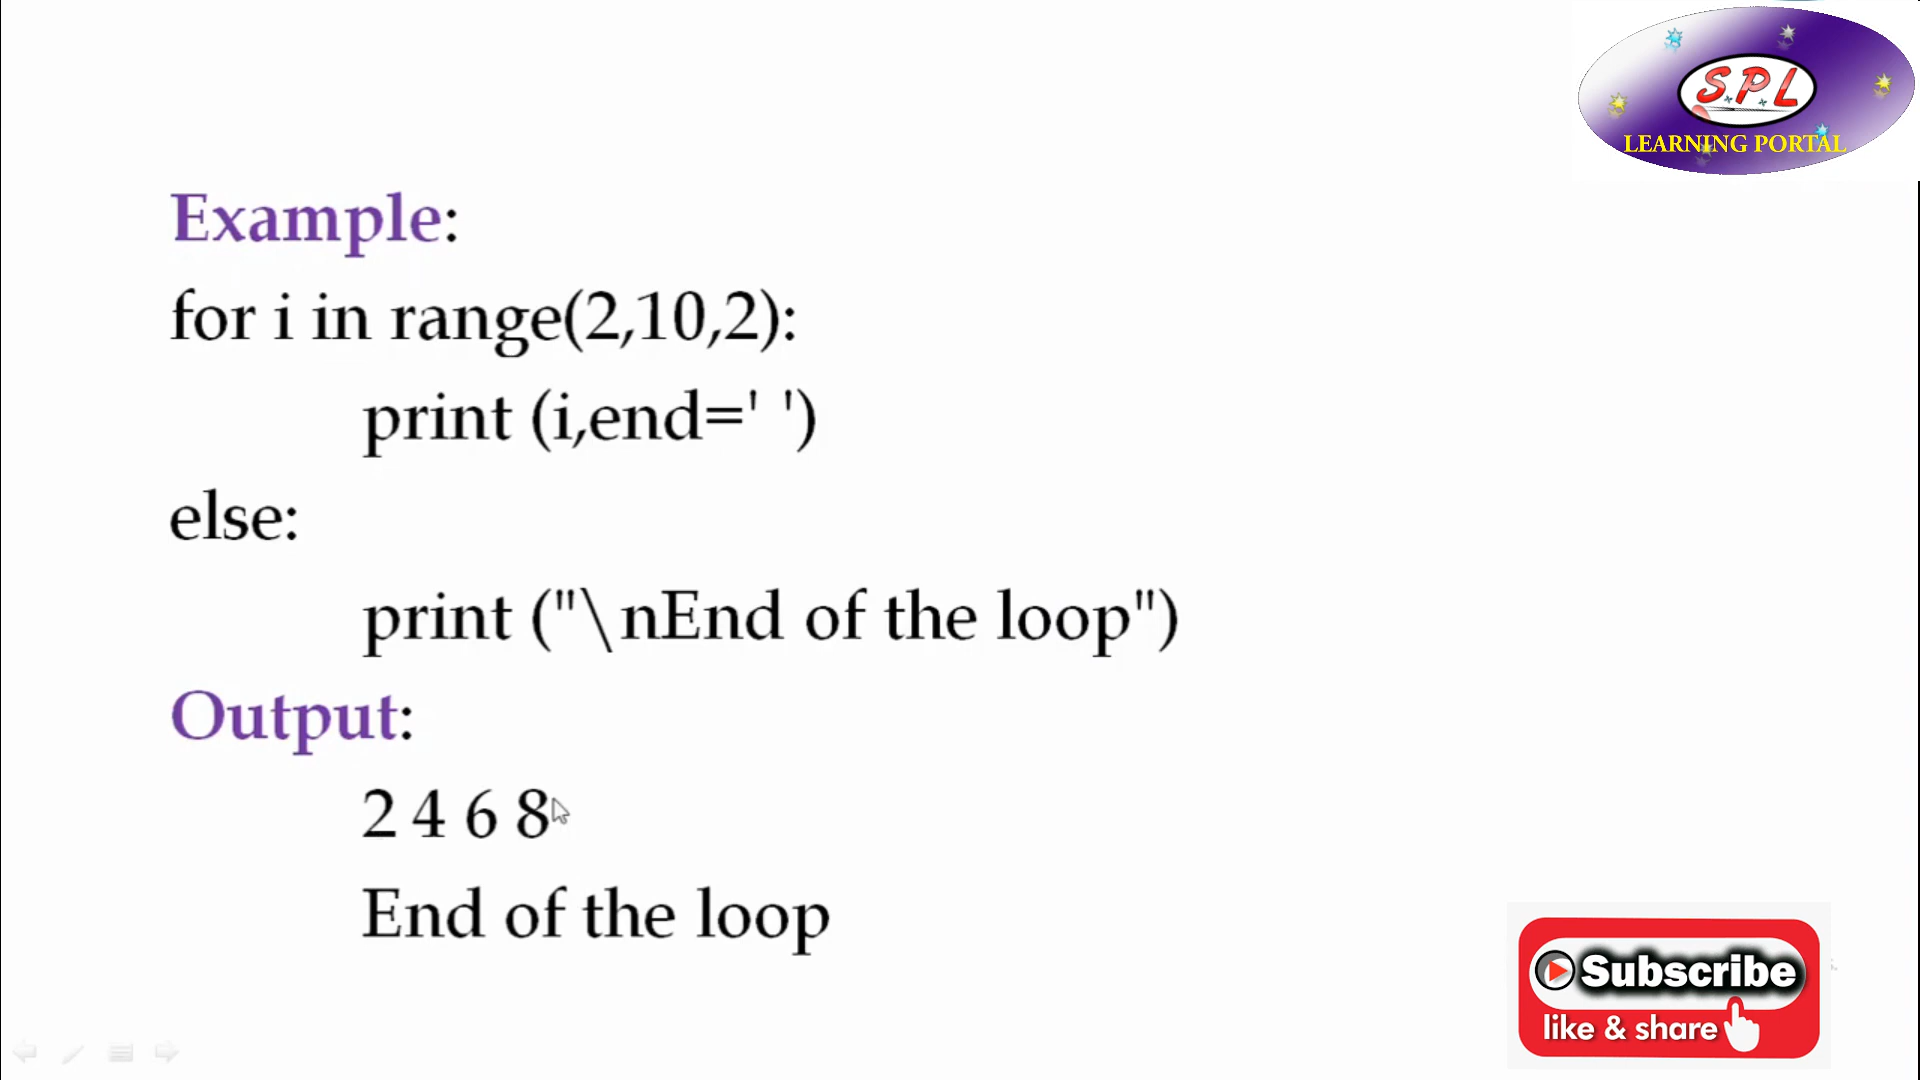 S.P.L
LEARNING PORTAL
Example:
for i in range(2,10,2):
print (i,end=' ')
else:
print ("\nEnd of the loop")
Output:
2 4 6 8
End of the loop
Subscribe
like & share